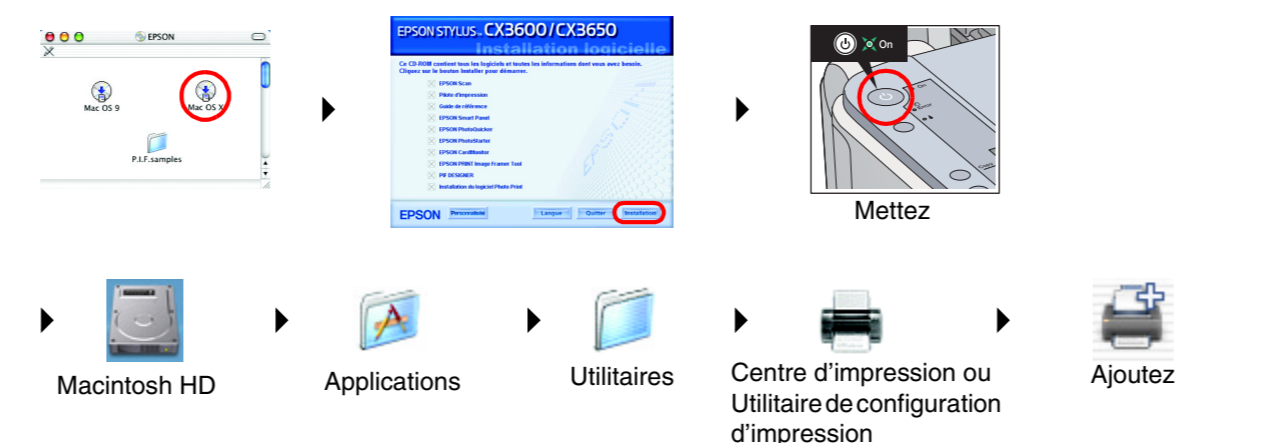 EPSON
Mac OS 9
Mac OS X
P.I.F.samples
EPSON STYLUS CX3600/CX3650
Installation logicielle
Ce CD-ROM contient tous les logiciels et toutes les informations dont vous avez besoin.
Cliquez sur le bouton Installer pour démarrer.
EPSON Scan
Pilote d'impression
Guide de référence
EPSON Smart Panel
EPSON PhotoQuicker
EPSON PhotoStarter
EPSON CardMonitor
EPSON PRINT Image Framer Tool
PIF DESIGNER
Installation du logiciel Photo Print
EPSON
EPSON Personnalisée Langue Quitter Installation
On
On
Error
Copy
Mettez
Macintosh HD
Applications
Utilitaires
Centre d'impression ou
Utilitaire de configuration
d'impression
Ajoutez